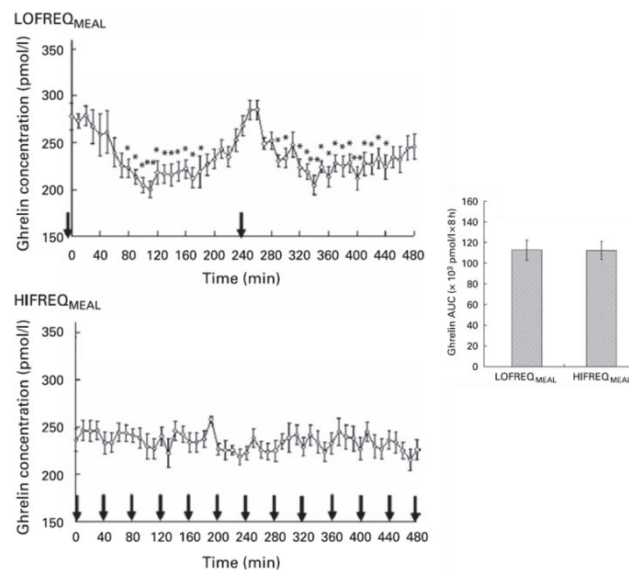 LOFREQMEAL
Ghrelin concentration (pmol/l)
350
300
250
200
150
0 40 80 120 160 200 240 280 320 360 400 440 480
Time (min)
HIFREQMEAL
Ghrelin concentration (pmol/l)
350
300
250
200
150
0 40 80 120 160 200 240 280 320 360 400 440 480
Time (min)
Ghrelin AUC (× 10³ pmol/l×8 h)
160
140
120
100
80
60
40
20
0
LOFREQMEAL HIFREQMEAL